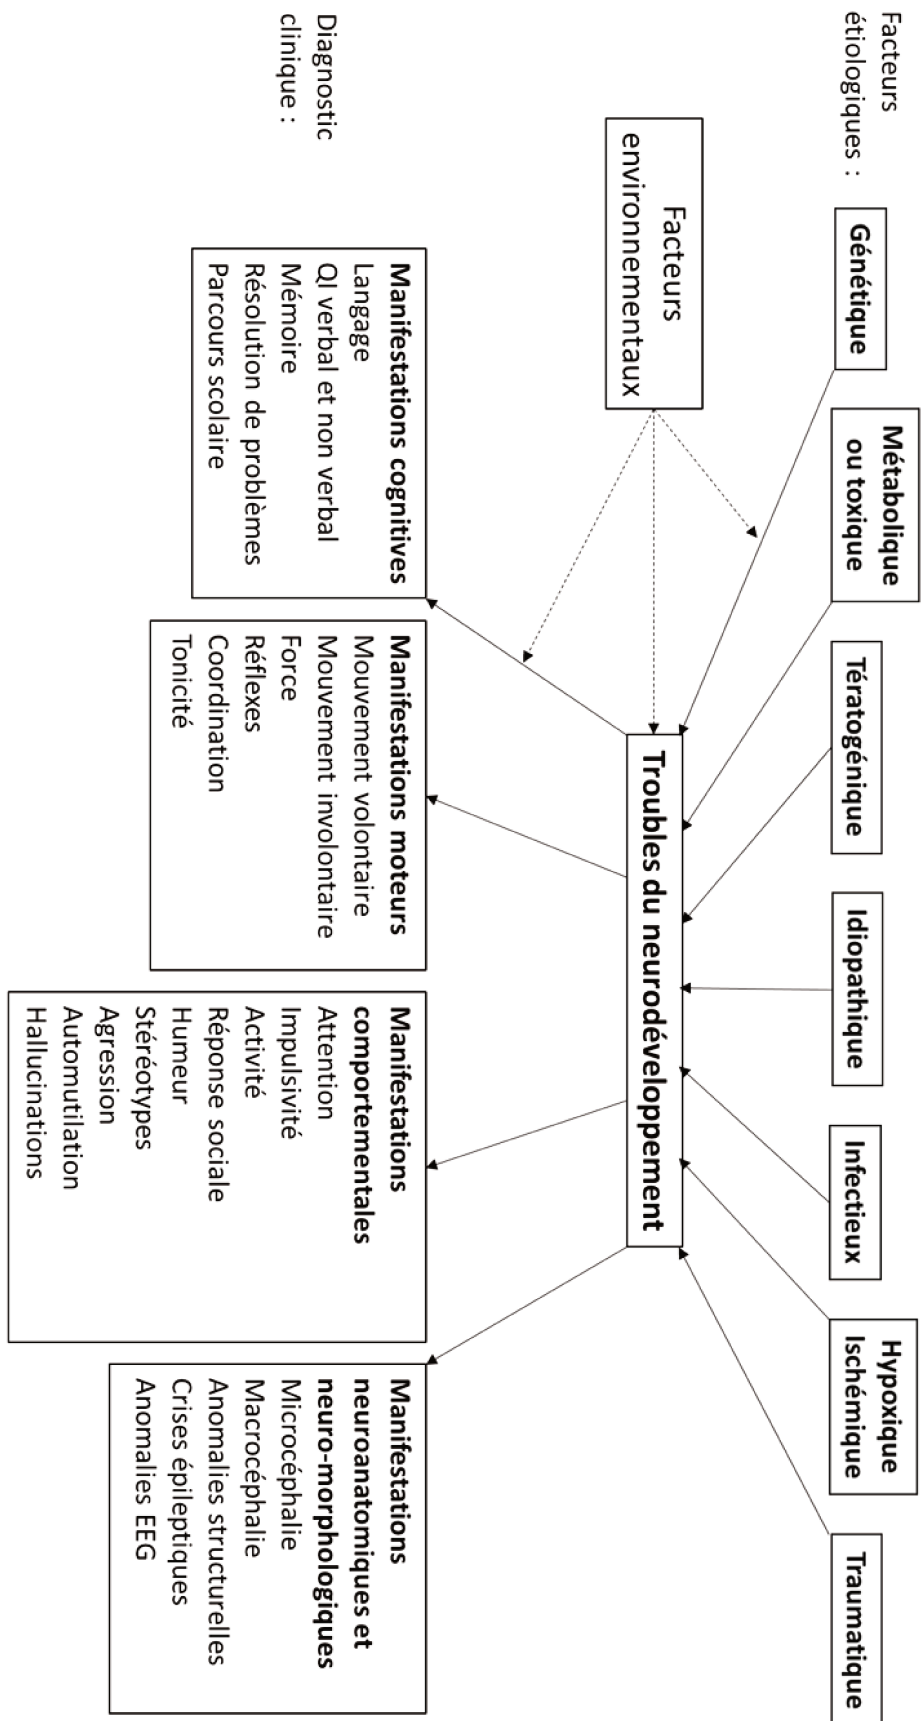 Facteurs
étiologiques :
Génétique
Métabolique
ou toxique
Tératogénique
Idiopathique
Infectieux
Hypoxique
Ischémique
Traumatique
Facteurs
environnementaux
Troubles du neurodéveloppement
Diagnostic
clinique :
Manifestations cognitives
Langage
QI verbal et non verbal
Mémoire
Résolution de problèmes
Parcours scolaire
Manifestations moteurs
Mouvement volontaire
Mouvement involontaire
Force
Réflexes
Coordination
Tonicité
Manifestations
comportementales
Attention
Impulsivité
Activité
Réponse sociale
Humeur
Stéréotypes
Agression
Automutilation
Hallucinations
Manifestations
neuroanatomiques et
neuro-morphologiques
Microcéphalie
Macrocéphalie
Anomalies structurelles
Crises épileptiques
Anomalies EEG